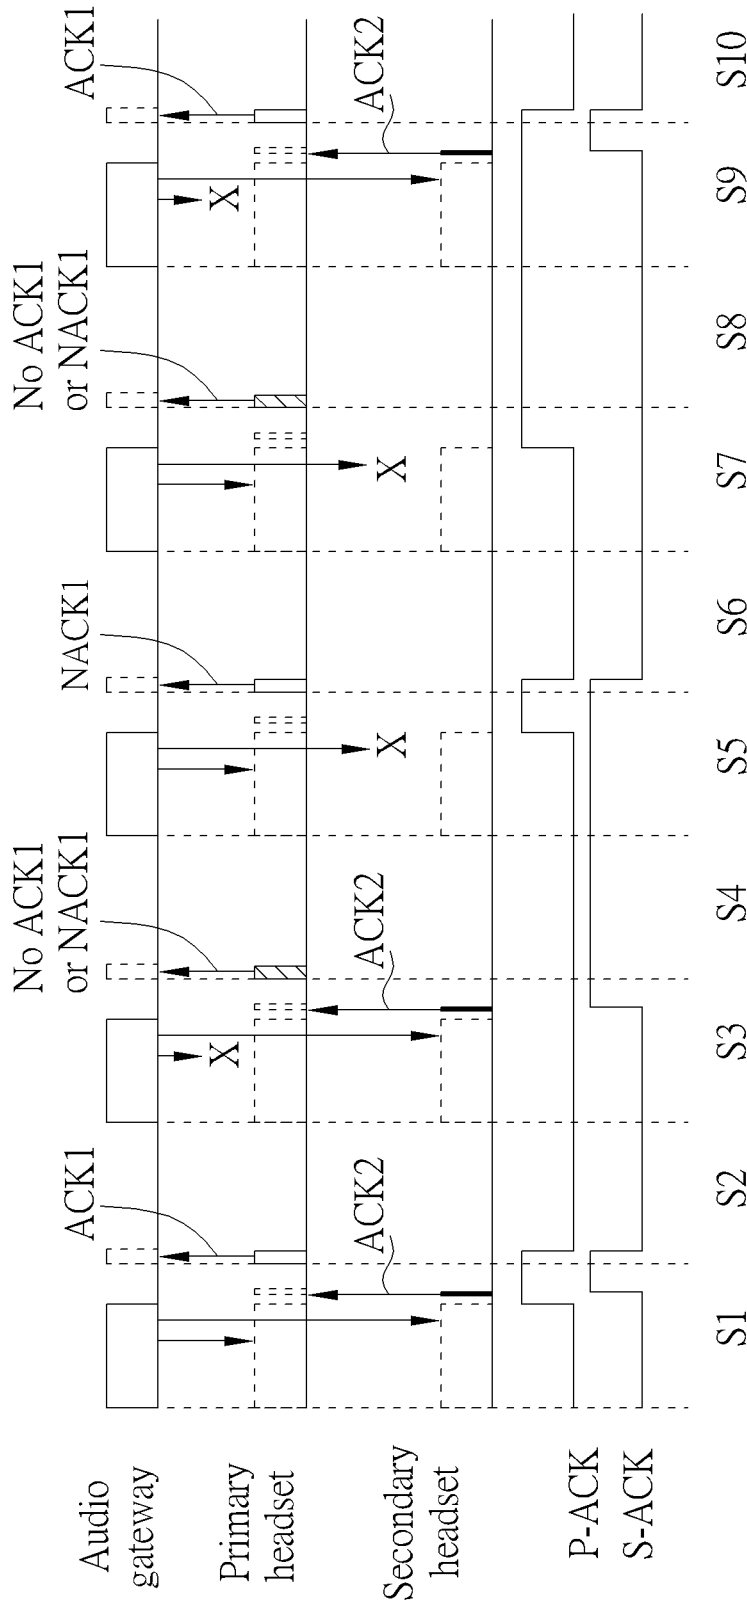 ACK1
No ACK1
or NACK1
NACK1
No ACK1
or NACK1
ACK1
Audio
gateway
X
X
Primary
headset
ACK2
X
X
ACK2
ACK2
Secondary
headset
P-ACK
S-ACK
S1
S2
S3
S4
S5
S6
S7
S8
S9
S10